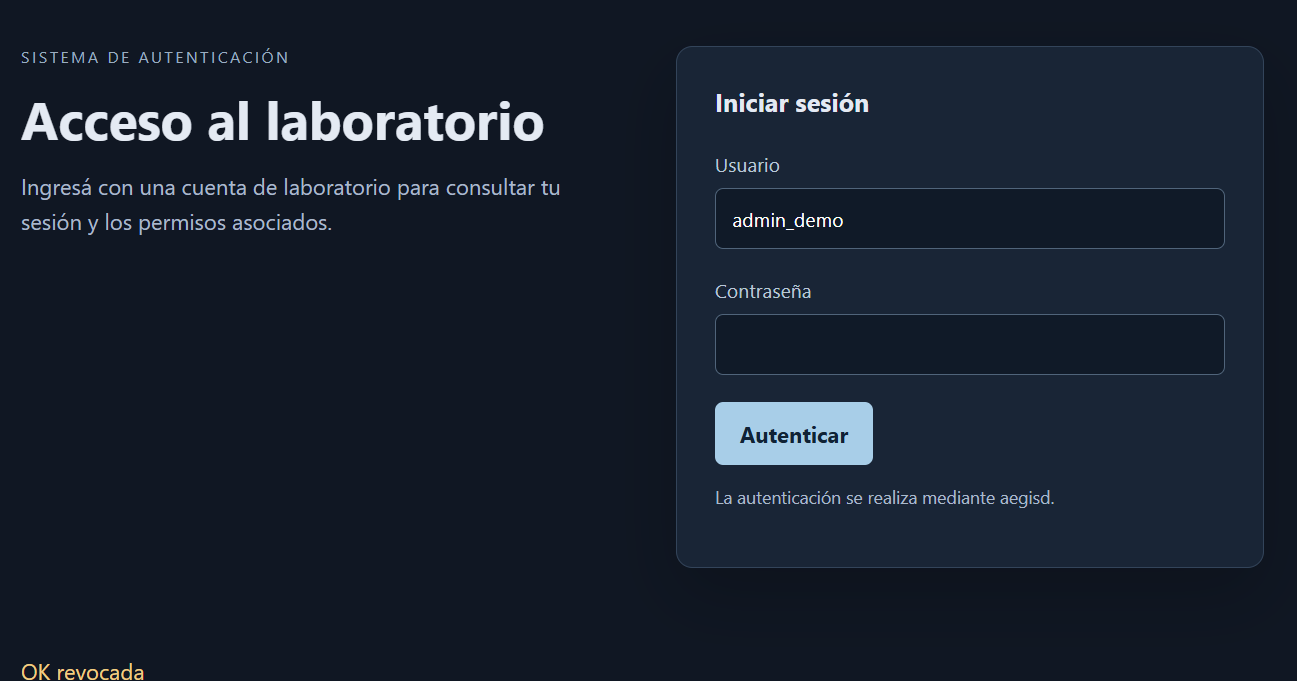 SISTEMA DE AUTENTICACIÓN
Acceso al laboratorio
Ingresá con una cuenta de laboratorio para consultar tu
sesión y los permisos asociados.
Iniciar sesión
Usuario
admin_demo
Contraseña
Autenticar
La autenticación se realiza mediante aegisd.
OK revocada